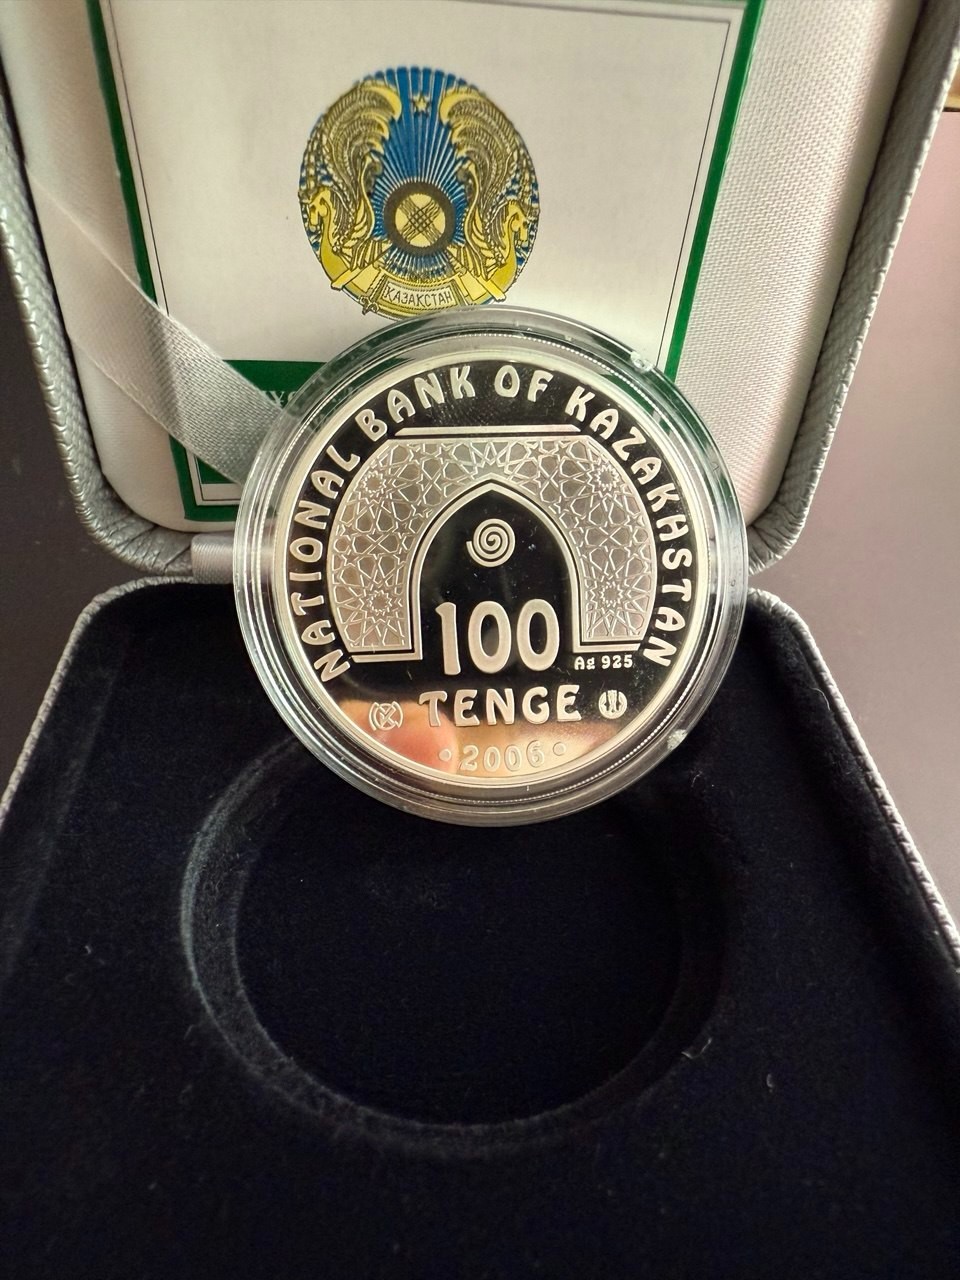 ҚАЗАҚСТАН
NATIONAL BANK OF KAZAKHSTAN
100
Ag 925
TENGE
2006